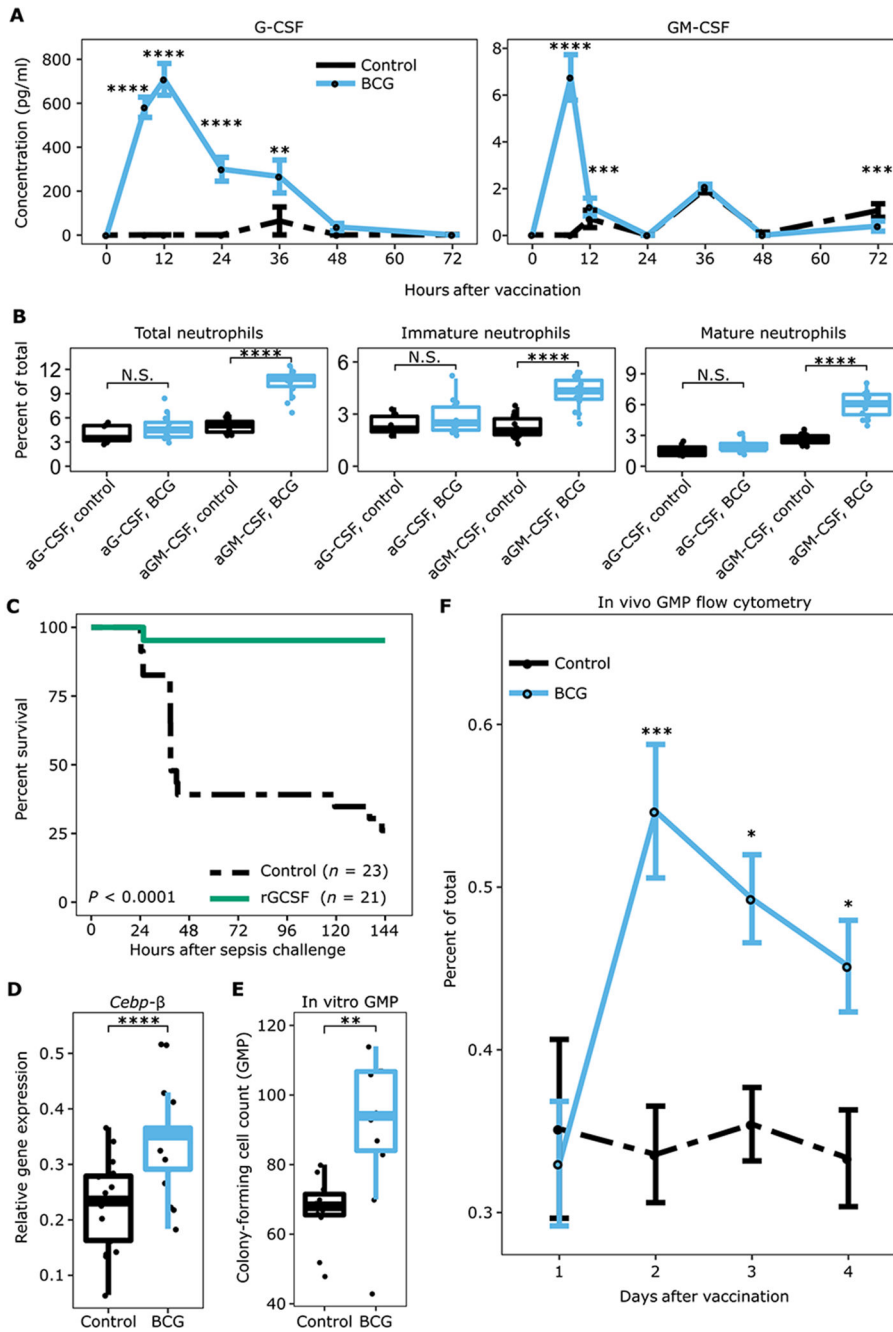 A
G-CSF
GM-CSF
Concentration (pg/ml)
800
600
400
200
0
****
****
****
**
Control
BCG
0 12 24 36 48 60 72
8
6
4
2
0
****
***
***
0 12 24 36 48 60 72
Hours after vaccination
B
Total neutrophils
Immature neutrophils
Mature neutrophils
Percent of total
12
9
6
3
0
N.S.
****
6
3
0
N.S.
****
9
6
3
0
N.S.
****
aG-CSF, control
aG-CSF, BCG
aGM-CSF, control
aGM-CSF, BCG
aG-CSF, control
aG-CSF, BCG
aGM-CSF, control
aGM-CSF, BCG
aG-CSF, control
aG-CSF, BCG
aGM-CSF, control
aGM-CSF, BCG
C
Percent survival
100
75
50
25
0
Control (n = 23)
P < 0.0001
rGCSF (n = 21)
0 24 48 72 96 120 144
Hours after sepsis challenge
D
Cebp-β
****
Relative gene expression
0.5
0.4
0.3
0.2
0.1
Control BCG
E
In vitro GMP
**
Colony-forming cell count (GMP)
120
100
80
60
40
Control BCG
F
In vivo GMP flow cytometry
Control
BCG
Percent of total
0.6
0.5
0.4
0.3
***
*
*
1 2 3 4
Days after vaccination